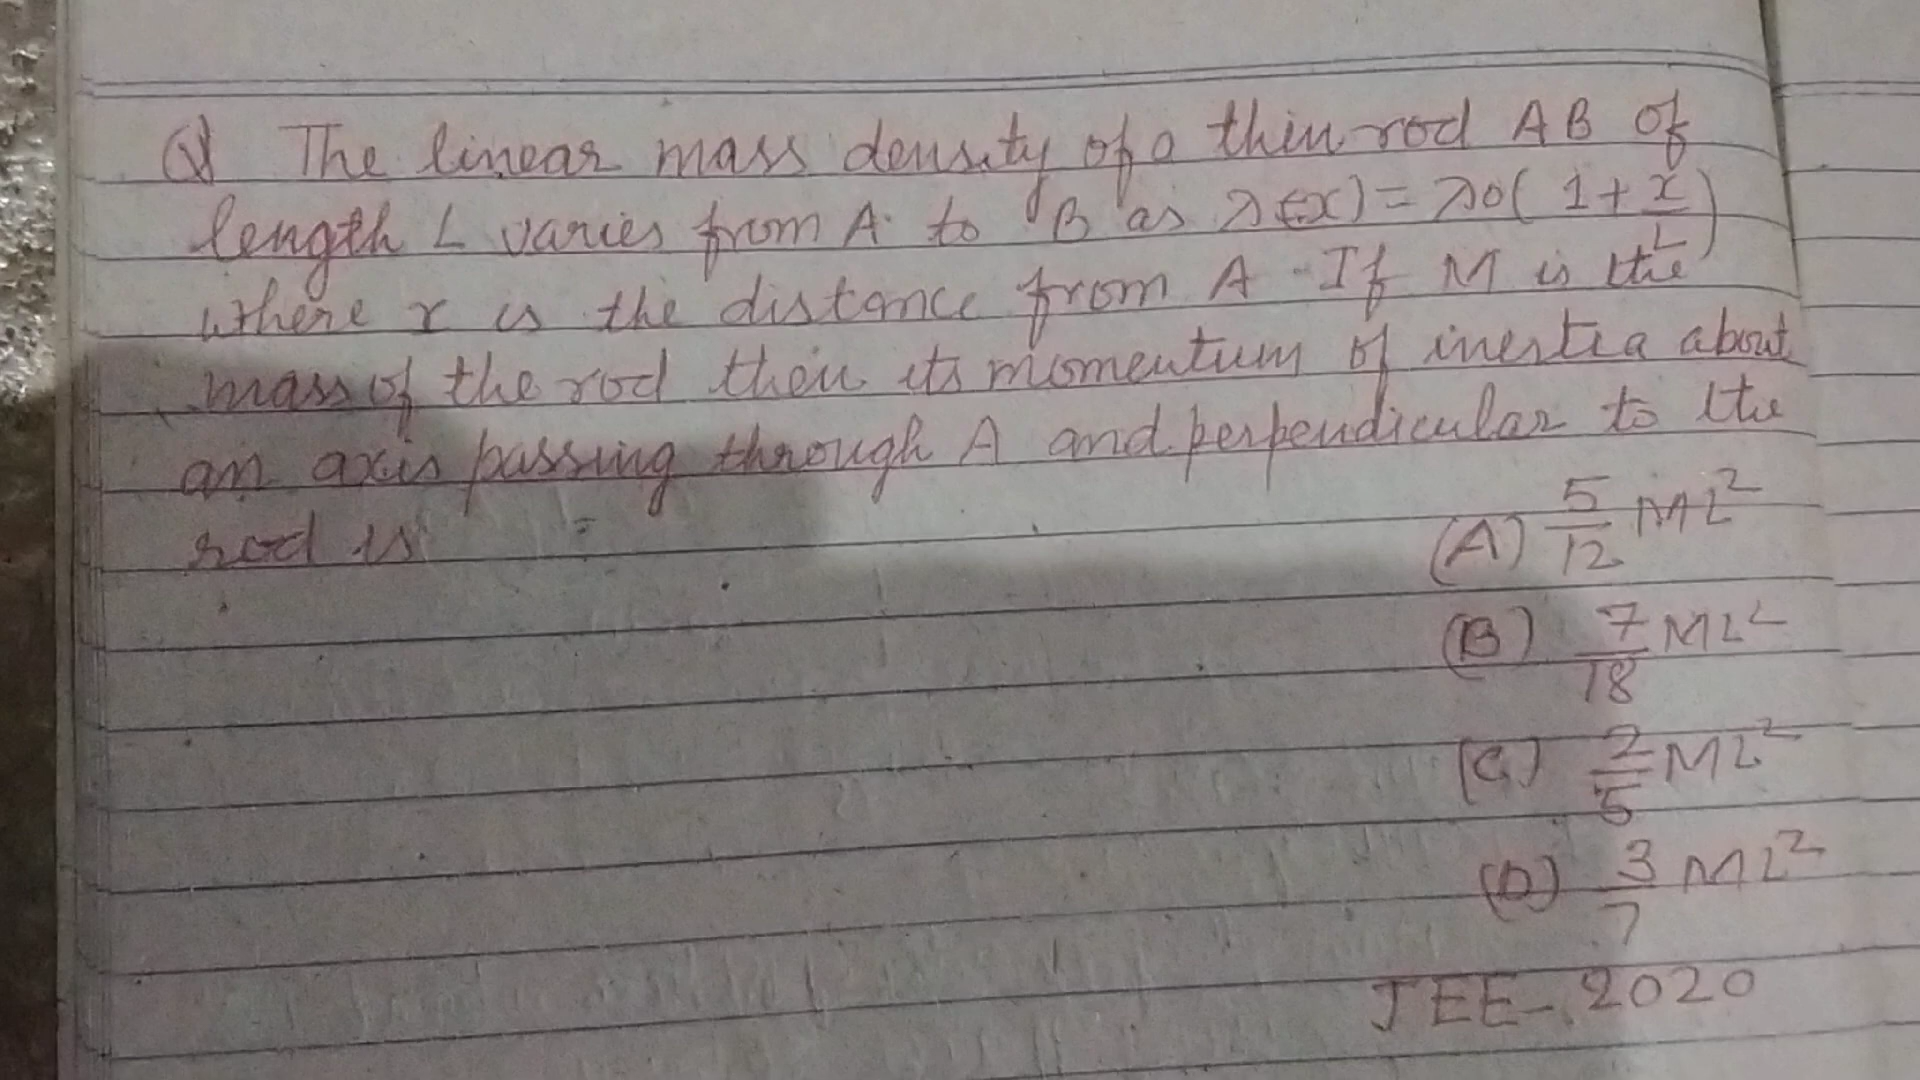 Q The linear mass density of a thin rod AB of
length L varies from A to B as λ(x) = λ0( 1 + x/L )
where x is the distance from A. If M is the
mass of the rod then its momentum of inertia about
an axis passing through A and perpendicular to the
rod is
(A) 5/12 ML²
(B) 7/18 ML²
(C) 2/5 ML²
(D) 3/7 ML²
JEE-2020